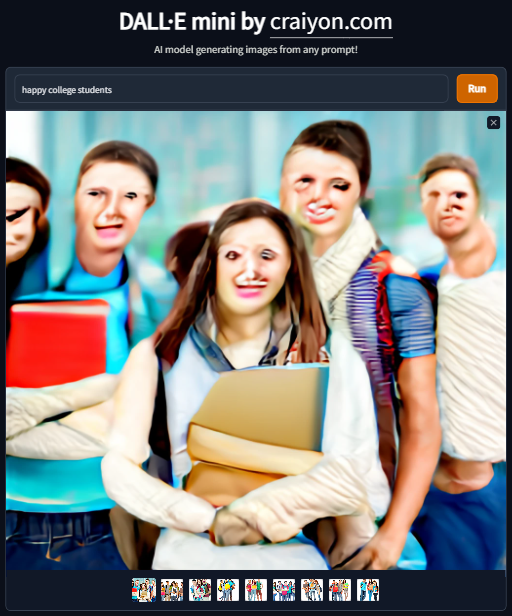 DALL·E mini by craiyon.com
AI model generating images from any prompt!
happy college students
Run